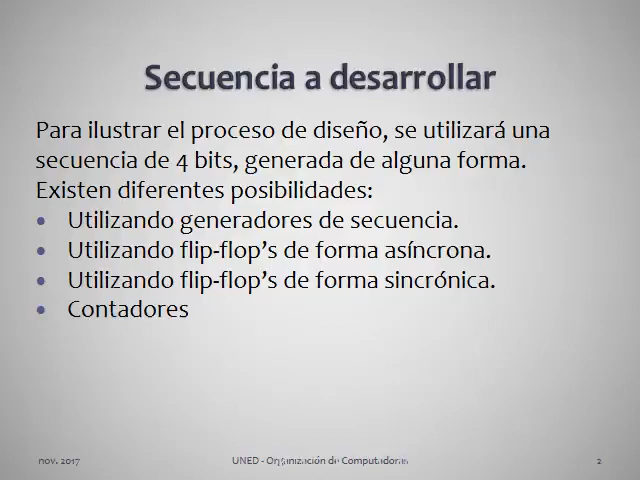 Secuencia a desarrollar
Para ilustrar el proceso de diseño, se utilizará una
secuencia de 4 bits, generada de alguna forma.
Existen diferentes posibilidades:
• Utilizando generadores de secuencia.
• Utilizando flip-flop's de forma asíncrona.
• Utilizando flip-flop's de forma sincrónica.
• Contadores
nov. 2017
UNED - Organización de Computadoras
2